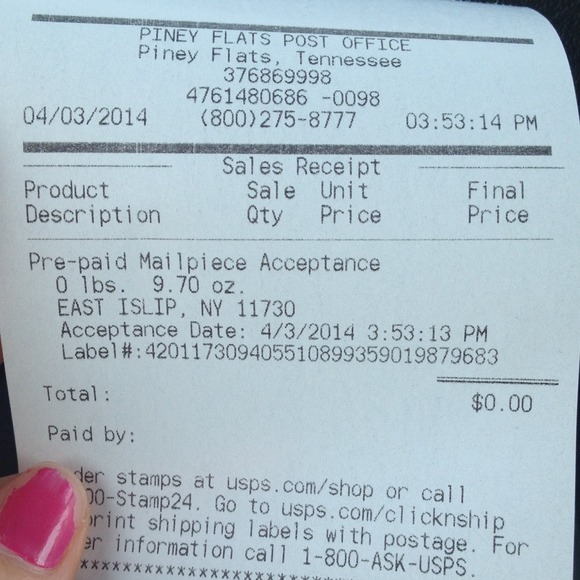 PINEY FLATS POST OFFICE
Piney Flats, Tennessee
376869998
4761480686 -0098
04/03/2014 (800)275-8777 03:53:14 PM
Sales Receipt
Product Sale Unit Final
Description Qty Price Price
Pre-paid Mailpiece Acceptance
0 lbs. 9.70 oz.
EAST ISLIP, NY 11730
Acceptance Date: 4/3/2014 3:53:13 PM
Label#:420117309405510899359019879683
Total: $0.00
Paid by:
der stamps at usps.com/shop or call
00-Stamp24. Go to usps.com/clicknship
print shipping labels with postage. For
er information call 1-800-ASK-USPS.